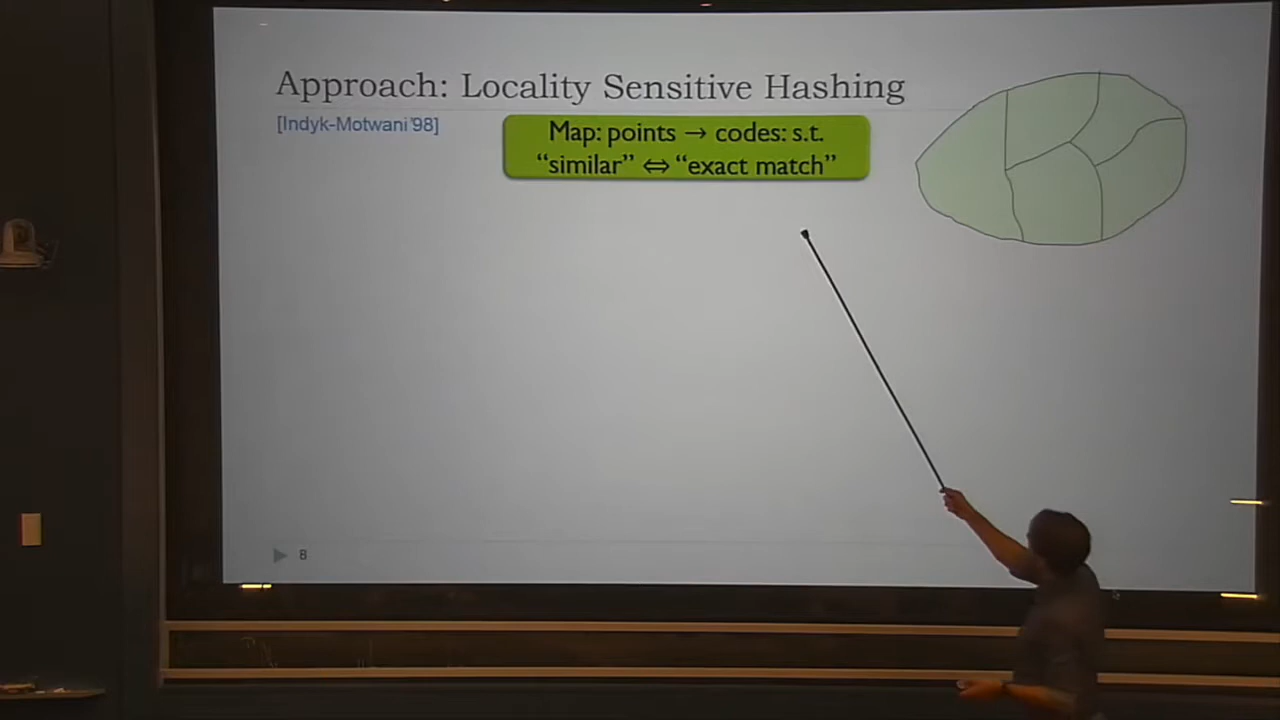 Approach: Locality Sensitive Hashing
[Indyk-Motwani'98]
Map: points → codes: s.t.
“similar” ⇔ “exact match”
8